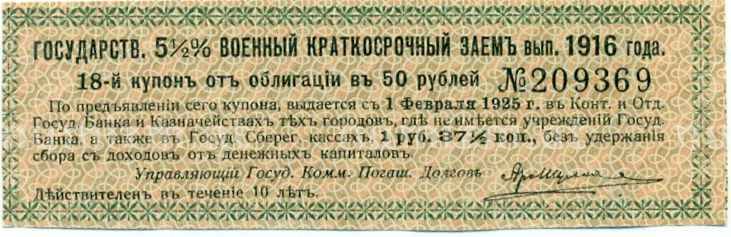 ГОСУДАРСТВ. 5½% ВОЕННЫЙ КРАТКОСРОЧНЫЙ ЗАЕМЪ вып. 1916 года.
18-й купонъ отъ облигаціи въ 50 рублей №209369
По предъявленіи сего купона, выдается съ 1 Февраля 1925 г. въ Конт. и Отд.
Госуд. Банка и Казначействахъ тѣхъ городовъ, гдѣ не имѣется учрежденій Госуд.
Банка, а также въ Госуд. Сберег. кассахъ, 1 руб. 37½ коп., безъ удержанія
сбора съ доходовъ отъ денежныхъ капиталовъ.
Управляющій Госуд. Комм. Погаш. Долговъ
Дѣйствителенъ въ теченіе 10 лѣтъ.